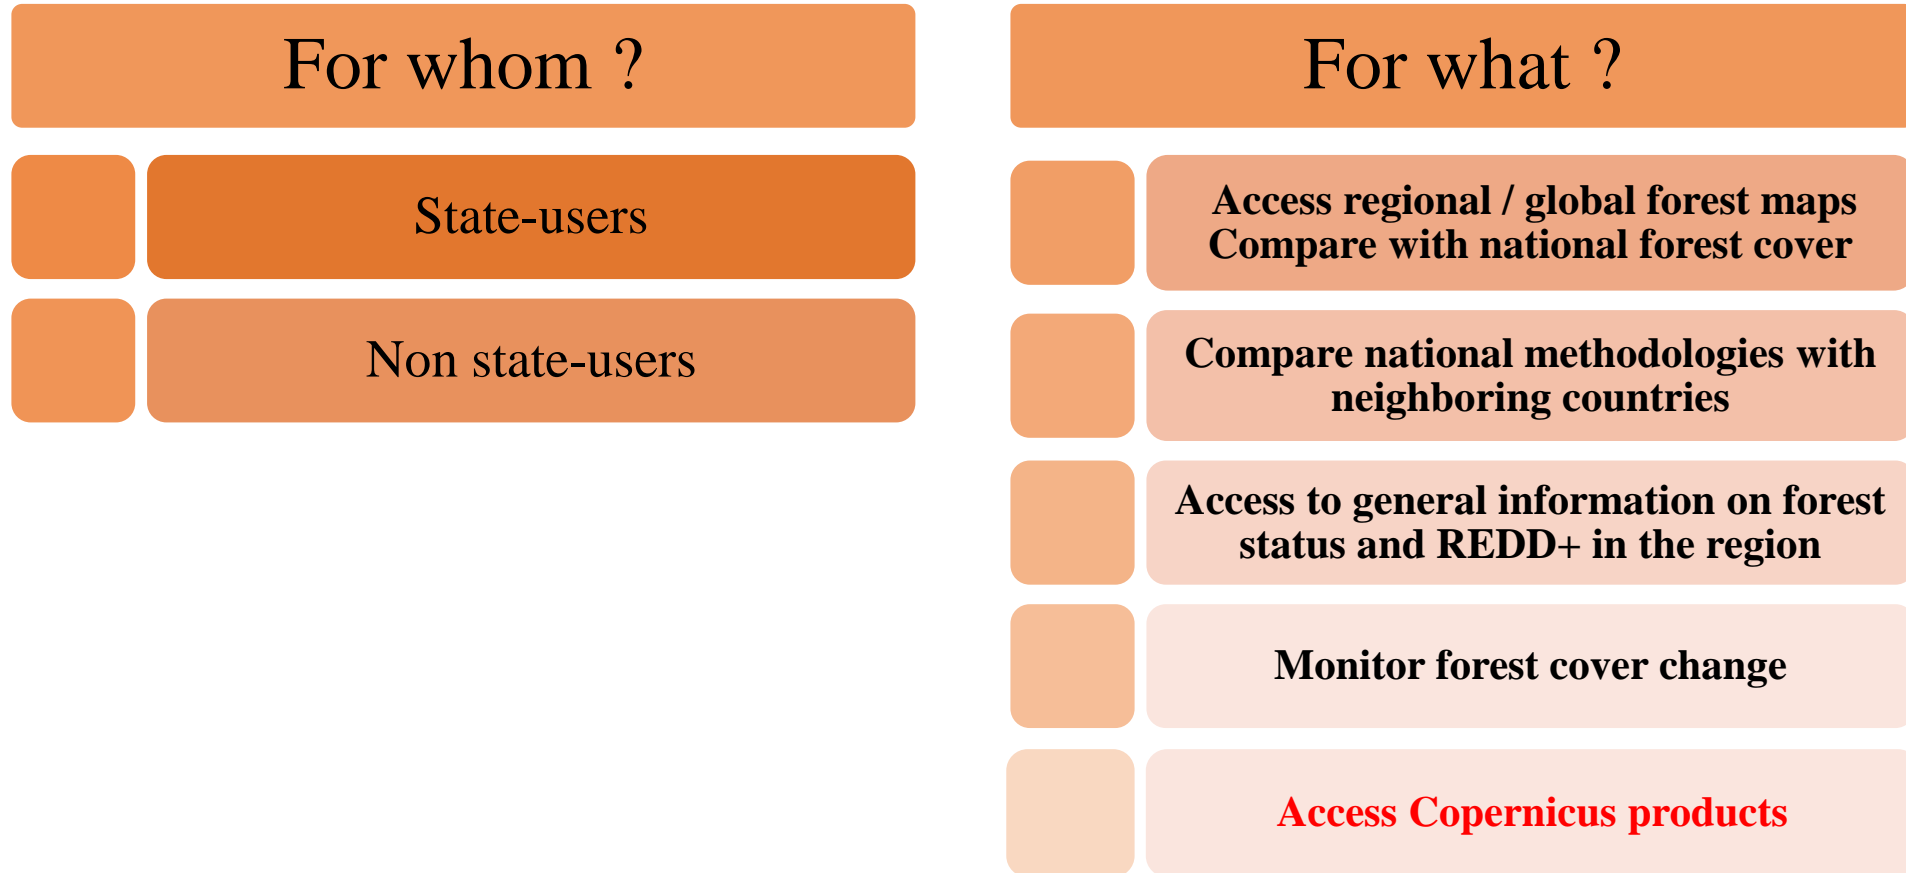 For whom ?
State-users
Non state-users
For what ?
Access regional / global forest maps
Compare with national forest cover
Compare national methodologies with
neighboring countries
Access to general information on forest
status and REDD+ in the region
Monitor forest cover change
Access Copernicus products